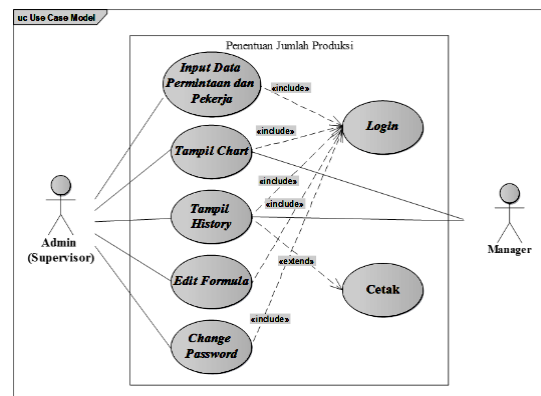 uc Use Case Model
Penentuan Jumlah Produksi
Input Data
Permintaan dan
Pekerja
«include»
Login
«include»
Tampil Chart
«include»
«include»
Tampil
History
Admin
(Supervisor)
Manager
«extend»
Edit Formula
Cetak
«include»
Change
Password